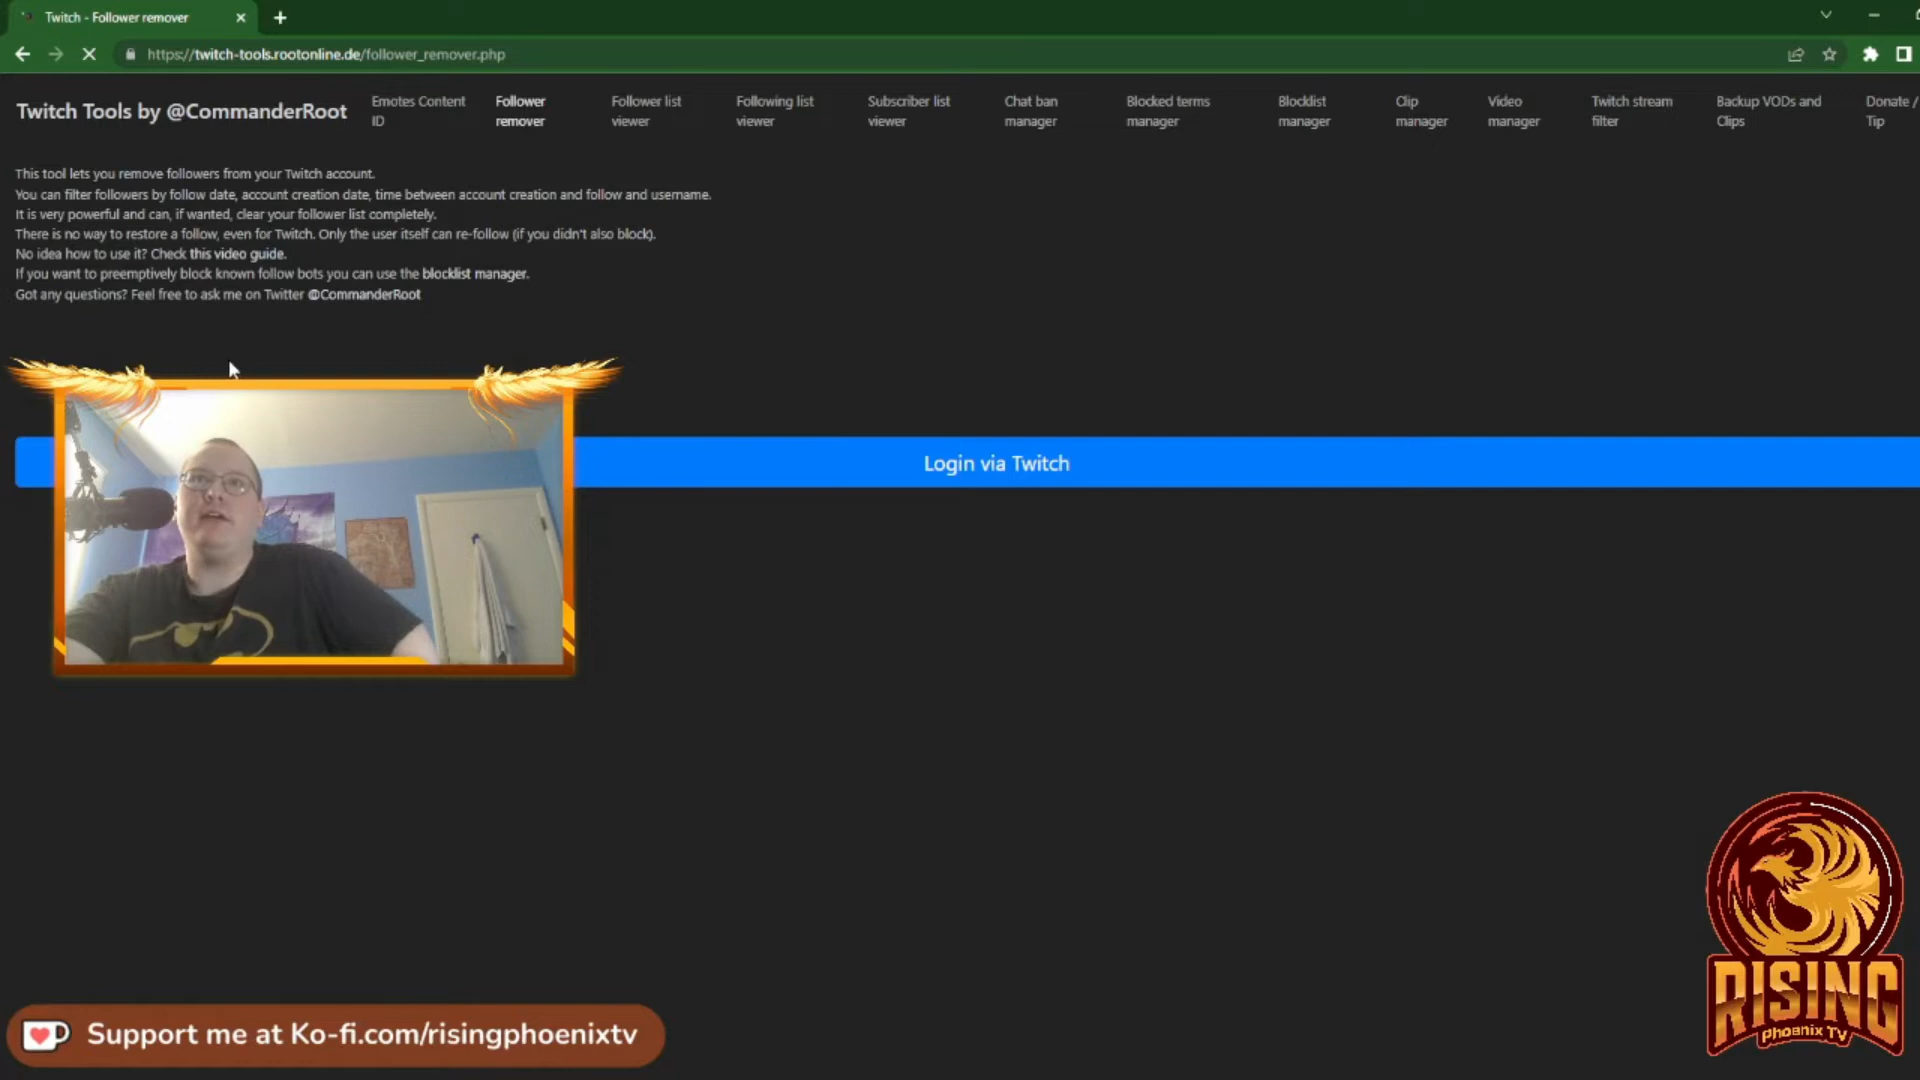 Twitch - Follower remover
https://twitch-tools.rootonline.de/follower_remover.php
Twitch Tools by @CommanderRoot
Emotes Content
ID
Follower
remover
Follower list
viewer
Following list
viewer
Subscriber list
viewer
Chat ban
manager
Blocked terms
manager
Blocklist
manager
Clip
manager
Video
manager
Twitch stream
filter
Backup VODs and
Clips
Donate /
Tip
This tool lets you remove followers from your Twitch account.
You can filter followers by follow date, account creation date, time between account creation and follow and username.
It is very powerful and can, if wanted, clear your follower list completely.
There is no way to restore a follow, even for Twitch. Only the user itself can re-follow (if you didn't also block).
No idea how to use it? Check this video guide.
If you want to preemptively block known follow bots you can use the blocklist manager.
Got any questions? Feel free to ask me on Twitter @CommanderRoot
Login via Twitch
Support me at Ko-fi.com/risingphoenixtv
RISING
Phoenix Tv